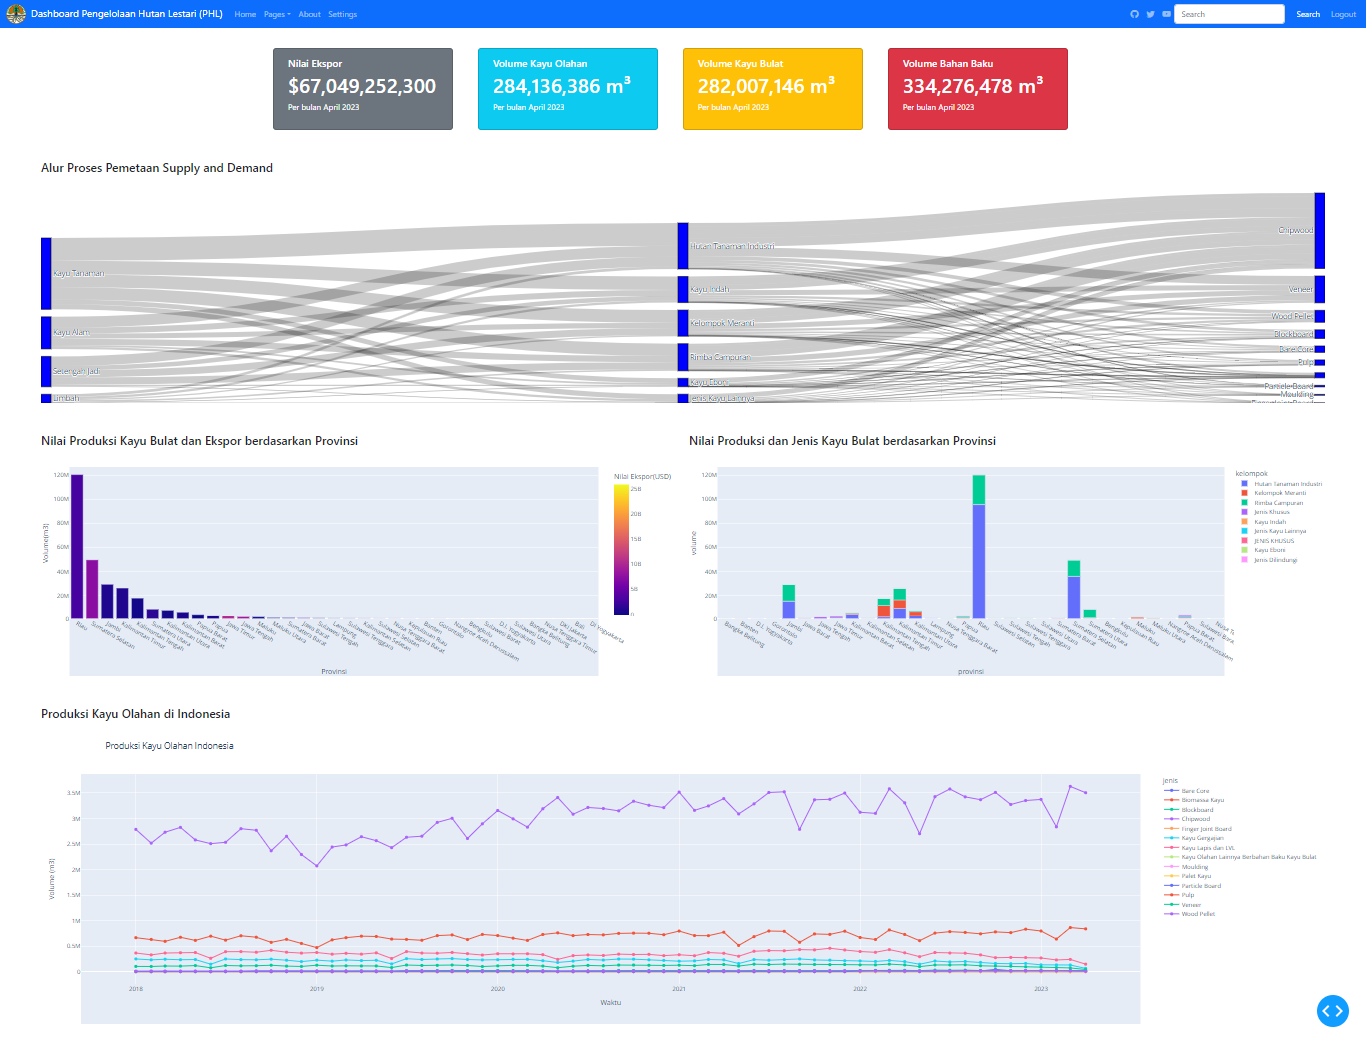 Dashboard Pengelolaan Hutan Lestari (PHL) Home Pages About Settings Search Search Logout
Nilai Ekspor
$67,049,252,300
Per bulan April 2023
Volume Kayu Olahan
284,136,386 m³
Per bulan April 2023
Volume Kayu Bulat
282,007,146 m³
Per bulan April 2023
Volume Bahan Baku
334,276,478 m³
Per bulan April 2023
Alur Proses Pemetaan Supply and Demand
Kayu Tanaman
Kayu Alam
Setengah Jadi
Limbah
Hutan Tanaman Industri
Kayu Indah
Kelompok Meranti
Rimba Campuran
Kayu Eboni
Jenis Kayu Lainnya
Chipwood
Veneer
Wood Pellet
Blockboard
Bare Core
Pulp
Particle Board
Moulding
Nilai Produksi Kayu Bulat dan Ekspor berdasarkan Provinsi
Volume(m3)
120M
100M
80M
60M
40M
20M
0
Riau
Sumatera Selatan
Jambi
Kalimantan Timur
Kalimantan Tengah
Sumatera Utara
Kalimantan Utara
Kalimantan Barat
Papua Barat
Papua
Jawa Timur
Jawa Tengah
Maluku
Maluku Utara
Sumatera Barat
Jawa Barat
Sulawesi Tengah
Lampung
Kalimantan Selatan
Sulawesi Tenggara
Sulawesi Selatan
Nusa Tenggara Barat
Kepulauan Riau
Banten
Gorontalo
Nangroe Aceh Darussalam
Bengkulu
Sulawesi Barat
Sulawesi Utara
D.I. Yogyakarta
Bangka Belitung
Nusa Tenggara Timur
DKI Jakarta
Bali
DI Yogyakarta
Provinsi
Nilai Ekspor(USD)
25B
20B
15B
10B
5B
0
Nilai Produksi dan Jenis Kayu Bulat berdasarkan Provinsi
volume
120M
100M
80M
60M
40M
20M
0
Bangka Belitung
Banten
D.I. Yogyakarta
Gorontalo
Jambi
Jawa Barat
Jawa Tengah
Jawa Timur
Kalimantan Barat
Kalimantan Selatan
Kalimantan Tengah
Kalimantan Timur
Kalimantan Utara
Lampung
Nusa Tenggara Barat
Papua
Riau
Sulawesi Selatan
Sulawesi Tengah
Sulawesi Tenggara
Sulawesi Utara
Sumatera Barat
Sumatera Selatan
Sumatera Utara
Bengkulu
Kepulauan Riau
Maluku
Maluku Utara
Nangroe Aceh Darussalam
Papua Barat
Sulawesi Bara
Nusa Te
provinsi
kelompok
Hutan Tanaman Industri
Kelompok Meranti
Rimba Campuran
Jenis Khusus
Kayu Indah
Jenis Kayu Lainnya
JENIS KHUSUS
Kayu Eboni
Jenis Dilindungi
Produksi Kayu Olahan di Indonesia
Produksi Kayu Olahan Indonesia
Volume (m3)
3.5M
3M
2.5M
2M
1.5M
1M
0.5M
0
2018 2019 2020 2021 2022 2023
Waktu
Jenis
Bare Core
Biomassa Kayu
Blockboard
Chipwood
Finger Joint Board
Kayu Gergajian
Kayu Lapis dan LVL
Kayu Olahan Lainnya Berbahan Baku Kayu Bulat
Moulding
Palet Kayu
Particle Board
Pulp
Veneer
Wood Pellet